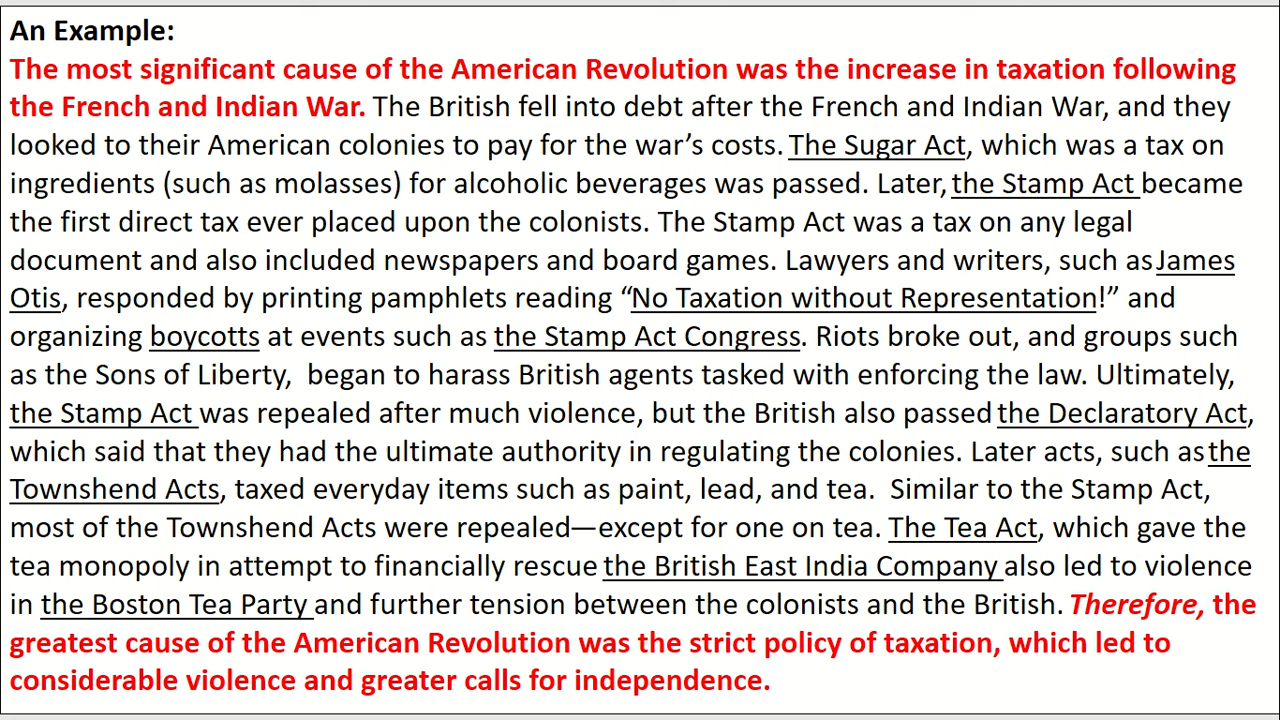 An Example:
The most significant cause of the American Revolution was the increase in taxation following
the French and Indian War. The British fell into debt after the French and Indian War, and they
looked to their American colonies to pay for the war’s costs. The Sugar Act, which was a tax on
ingredients (such as molasses) for alcoholic beverages was passed. Later, the Stamp Act became
the first direct tax ever placed upon the colonists. The Stamp Act was a tax on any legal
document and also included newspapers and board games. Lawyers and writers, such as James
Otis, responded by printing pamphlets reading “No Taxation without Representation!” and
organizing boycotts at events such as the Stamp Act Congress. Riots broke out, and groups such
as the Sons of Liberty,  began to harass British agents tasked with enforcing the law. Ultimately,
the Stamp Act was repealed after much violence, but the British also passed the Declaratory Act,
which said that they had the ultimate authority in regulating the colonies. Later acts, such as the
Townshend Acts, taxed everyday items such as paint, lead, and tea.  Similar to the Stamp Act,
most of the Townshend Acts were repealed—except for one on tea. The Tea Act, which gave the
tea monopoly in attempt to financially rescue the British East India Company also led to violence
in the Boston Tea Party and further tension between the colonists and the British. Therefore, the
greatest cause of the American Revolution was the strict policy of taxation, which led to
considerable violence and greater calls for independence.